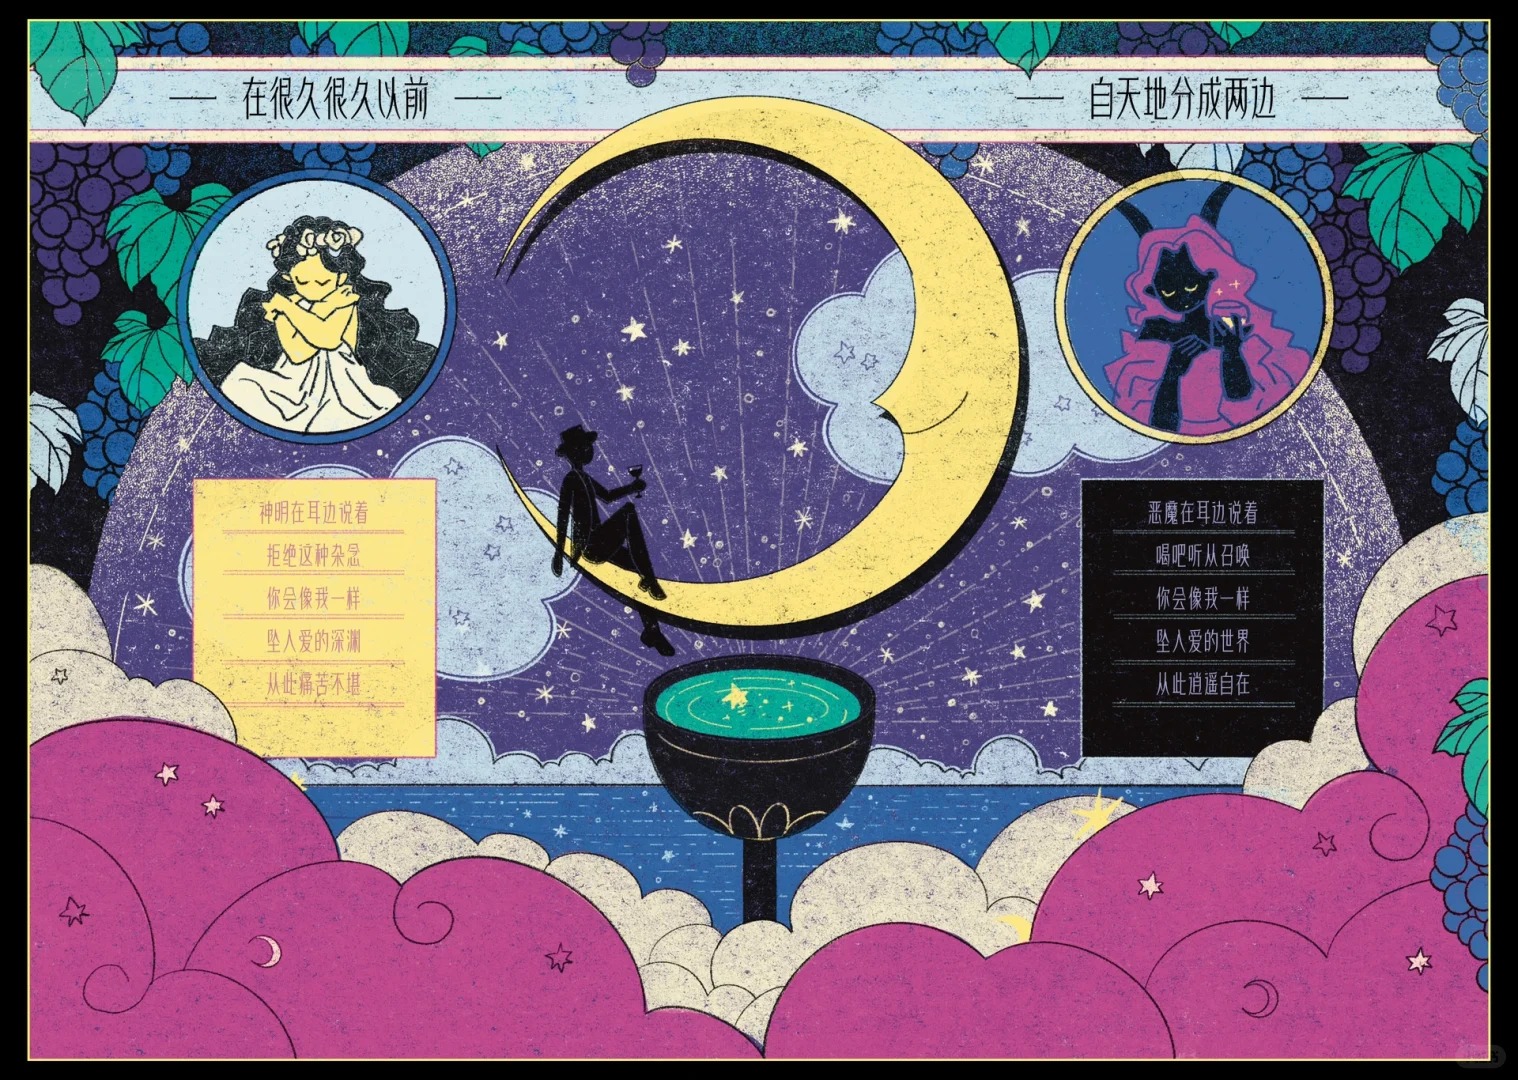 在很久很久以前
自天地分成两边
神明在耳边说着
拒绝这种杂念
你会像我一样
坠入爱的深渊
从此痛苦不堪
恶魔在耳边说着
喝吧听从召唤
你会像我一样
坠入爱的世界
从此逍遥自在